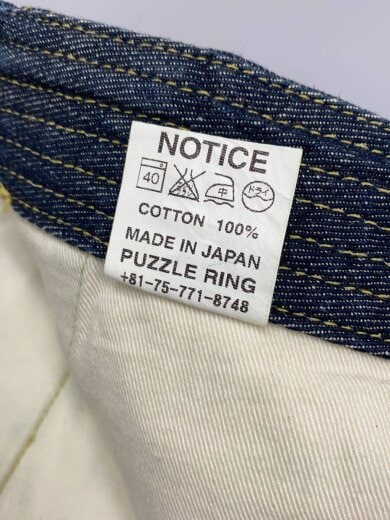 NOTICE
40 中 ドライ
COTTON 100%
MADE IN JAPAN
PUZZLE RING
+81-75-771-8748